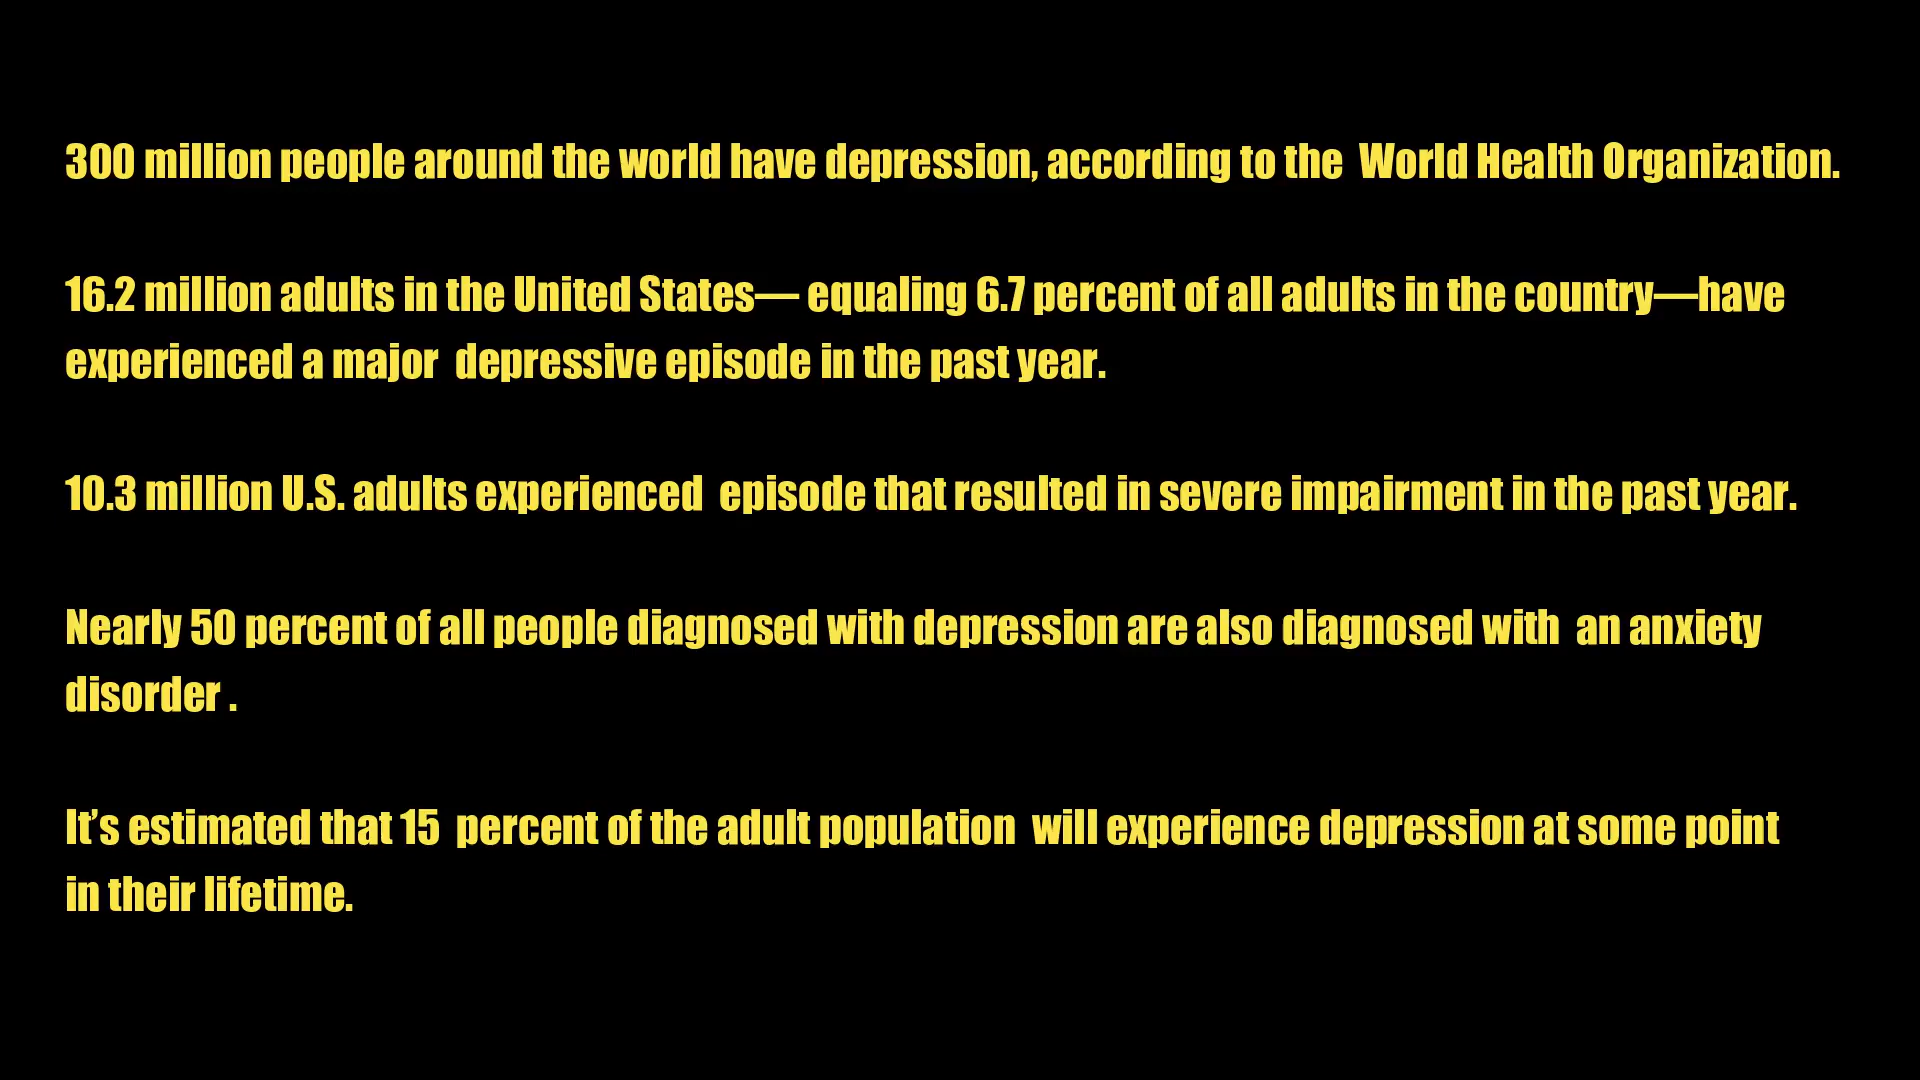 300 million people around the world have depression, according to the  World Health Organization.
16.2 million adults in the United States— equaling 6.7 percent of all adults in the country—have
experienced a major  depressive episode in the past year.
10.3 million U.S. adults experienced  episode that resulted in severe impairment in the past year.
Nearly 50 percent of all people diagnosed with depression are also diagnosed with  an anxiety
disorder .
It’s estimated that 15  percent of the adult population  will experience depression at some point
in their lifetime.